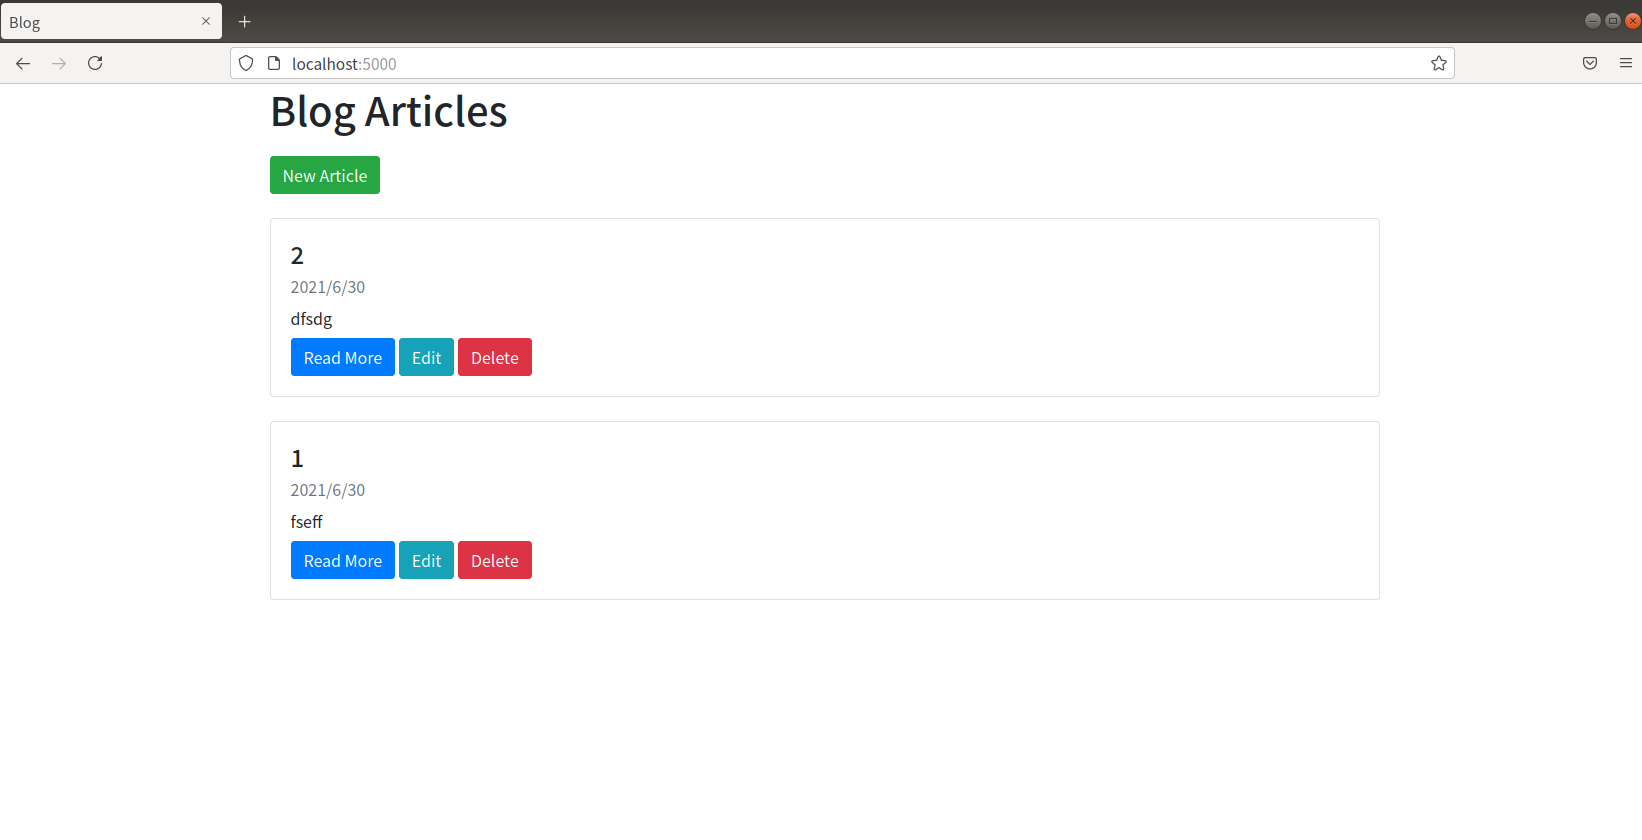 Blog
localhost:5000
Blog Articles
New Article
2
2021/6/30
dfsdg
Read More Edit Delete
1
2021/6/30
fseff
Read More Edit Delete